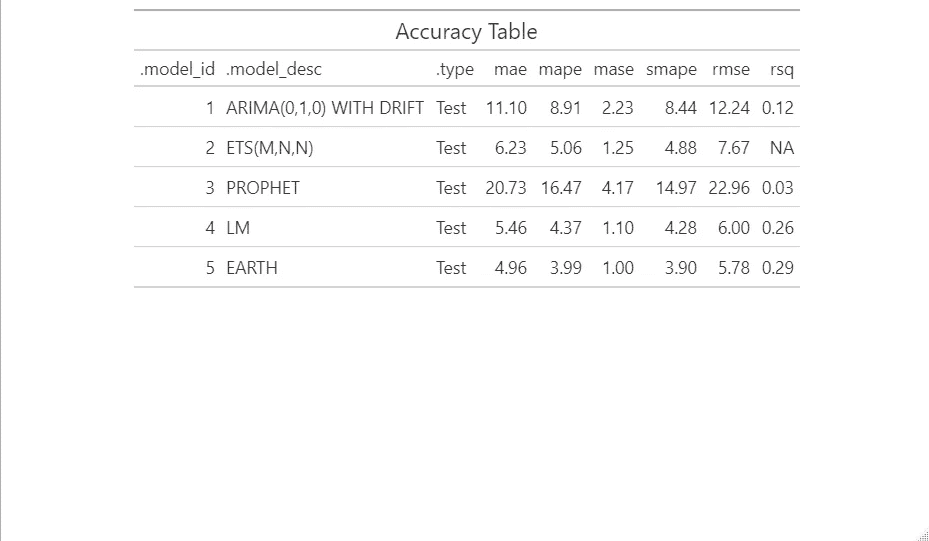 Accuracy Table
.model_id .model_desc .type mae mape mase smape rmse rsq
1 ARIMA(0,1,0) WITH DRIFT Test 11.10 8.91 2.23 8.44 12.24 0.12
2 ETS(M,N,N) Test 6.23 5.06 1.25 4.88 7.67 NA
3 PROPHET Test 20.73 16.47 4.17 14.97 22.96 0.03
4 LM Test 5.46 4.37 1.10 4.28 6.00 0.26
5 EARTH Test 4.96 3.99 1.00 3.90 5.78 0.29